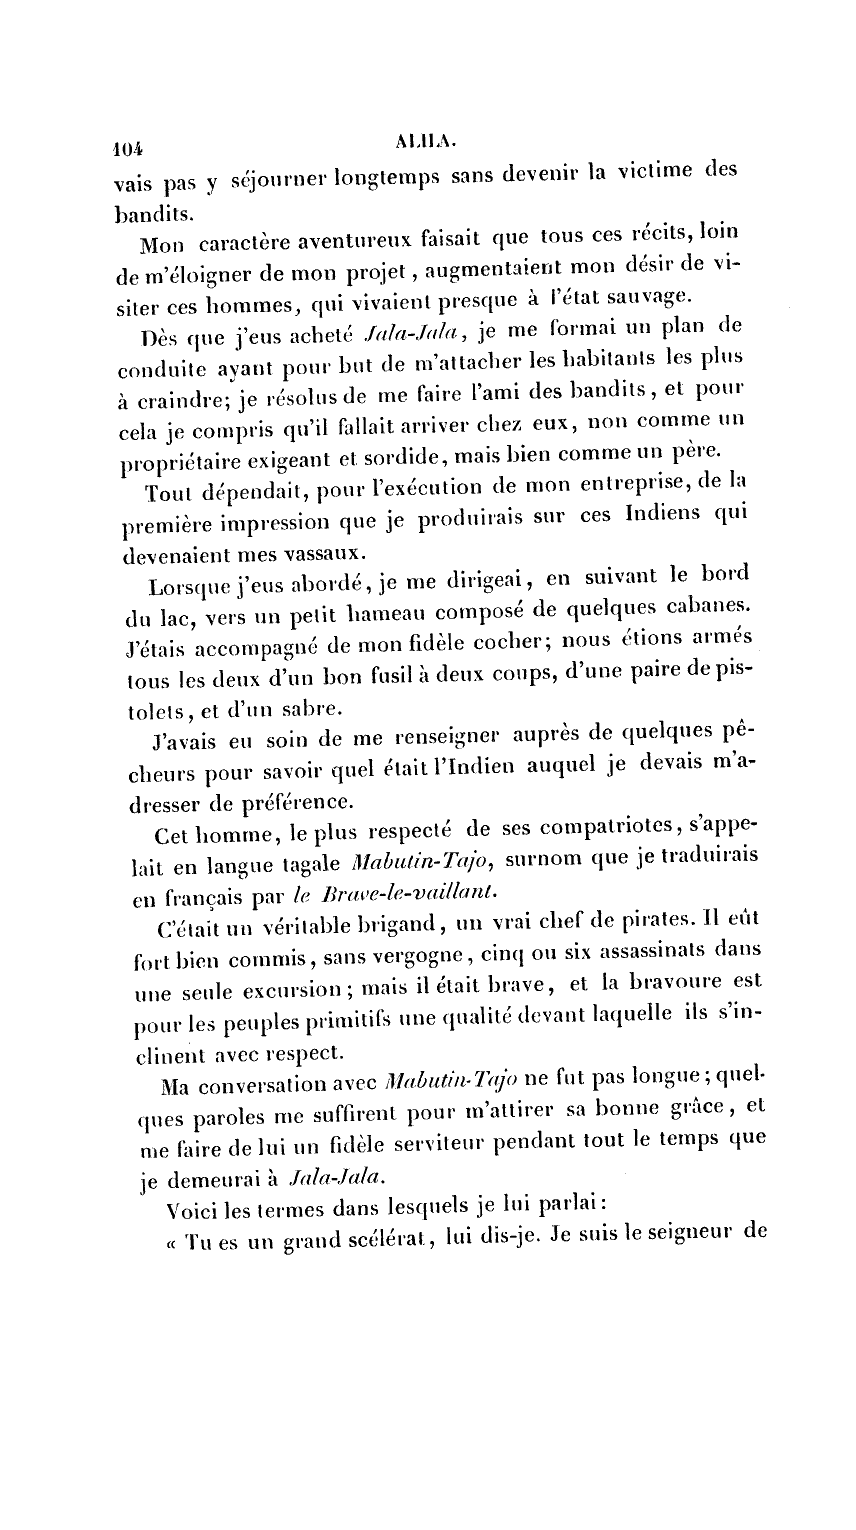 104
ALILA.
vais pas y séjourner longtemps sans devenir la victime des
bandits.
Mon caractère aventureux faisait que tous ces récits, loin
de m'éloigner de mon projet, augmentaient mon désir de vi-
siter ces hommes, qui vivaient presque à l'état sauvage.
Dès que j'eus acheté Jala-Jala, je me formai un plan de
conduite ayant pour but de m'attacher les habitants les plus
à craindre; je résolus de me faire l'ami des bandits, et pour
cela je compris qu'il fallait arriver chez eux, non comme un
propriétaire exigeant et sordide, mais bien comme un père.
Tout dépendait, pour l'exécution de mon entreprise, de la
première impression que je produirais sur ces Indiens qui
devenaient mes vassaux.
Lorsque j'eus abordé, je me dirigeai, en suivant le bord
du lac, vers un petit hameau composé de quelques cabanes.
J'étais accompagné de mon fidèle cocher; nous étions armés
tous les deux d'un bon fusil à deux coups, d'une paire de pis-
tolets, et d'un sabre.
J'avais eu soin de me renseigner auprès de quelques pê-
cheurs pour savoir quel était l'Indien auquel je devais m'a-
dresser de préférence.
Cet homme, le plus respecté de ses compatriotes, s'appe-
lait en langue tagale Mabutin-Tajo, surnom que je traduirais
en français par le Brave-le-vaillant.
C'était un véritable brigand, un vrai chef de pirates. Il eût
fort bien commis, sans vergogne, cinq ou six assassinats dans
une seule excursion; mais il était brave, et la bravoure est
pour les peuples primitifs une qualité devant laquelle ils s'in-
clinent avec respect.
Ma conversation avec Mabutin-Tajo ne fut pas longue; quel-
ques paroles me suffirent pour m'attirer sa bonne grâce, et
me faire de lui un fidèle serviteur pendant tout le temps que
je demeurai à Jala-Jala.
Voici les termes dans lesquels je lui parlai:
« Tu es un grand scélérat, lui dis-je. Je suis le seigneur de